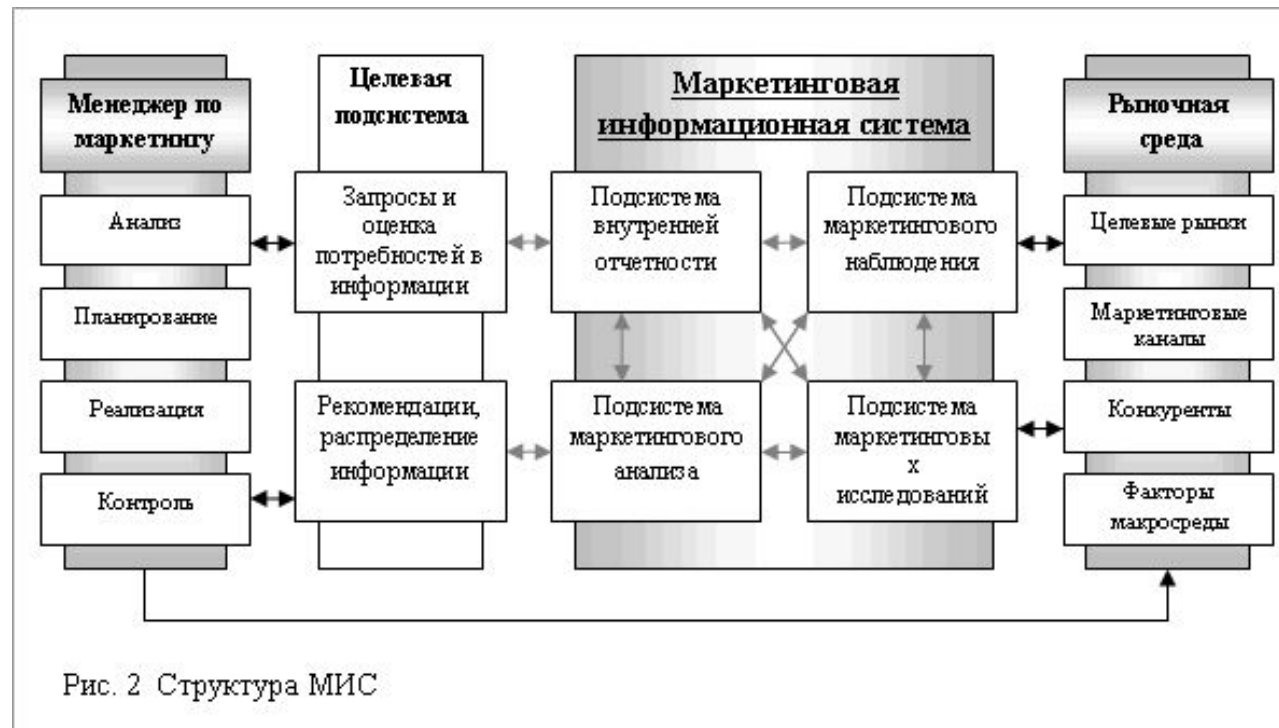 Менеджер по
маркетингу
Анализ
Планирование
Реализация
Контроль
Целевая
подсистема
Запросы и
оценка
потребностей в
информации
Рекомендации,
распределение
информации
Маркетинговая
информационная система
Подсистема
внутренней
отчетности
Подсистема
маркетингового
наблюдения
Подсистема
маркетингового
анализа
Подсистема
маркетинговы
х
исследований
Рыночная
среда
Целевые рынки
Маркетинговые
каналы
Конкуренты
Факторы
макросреды
Рис. 2 Структура МИС